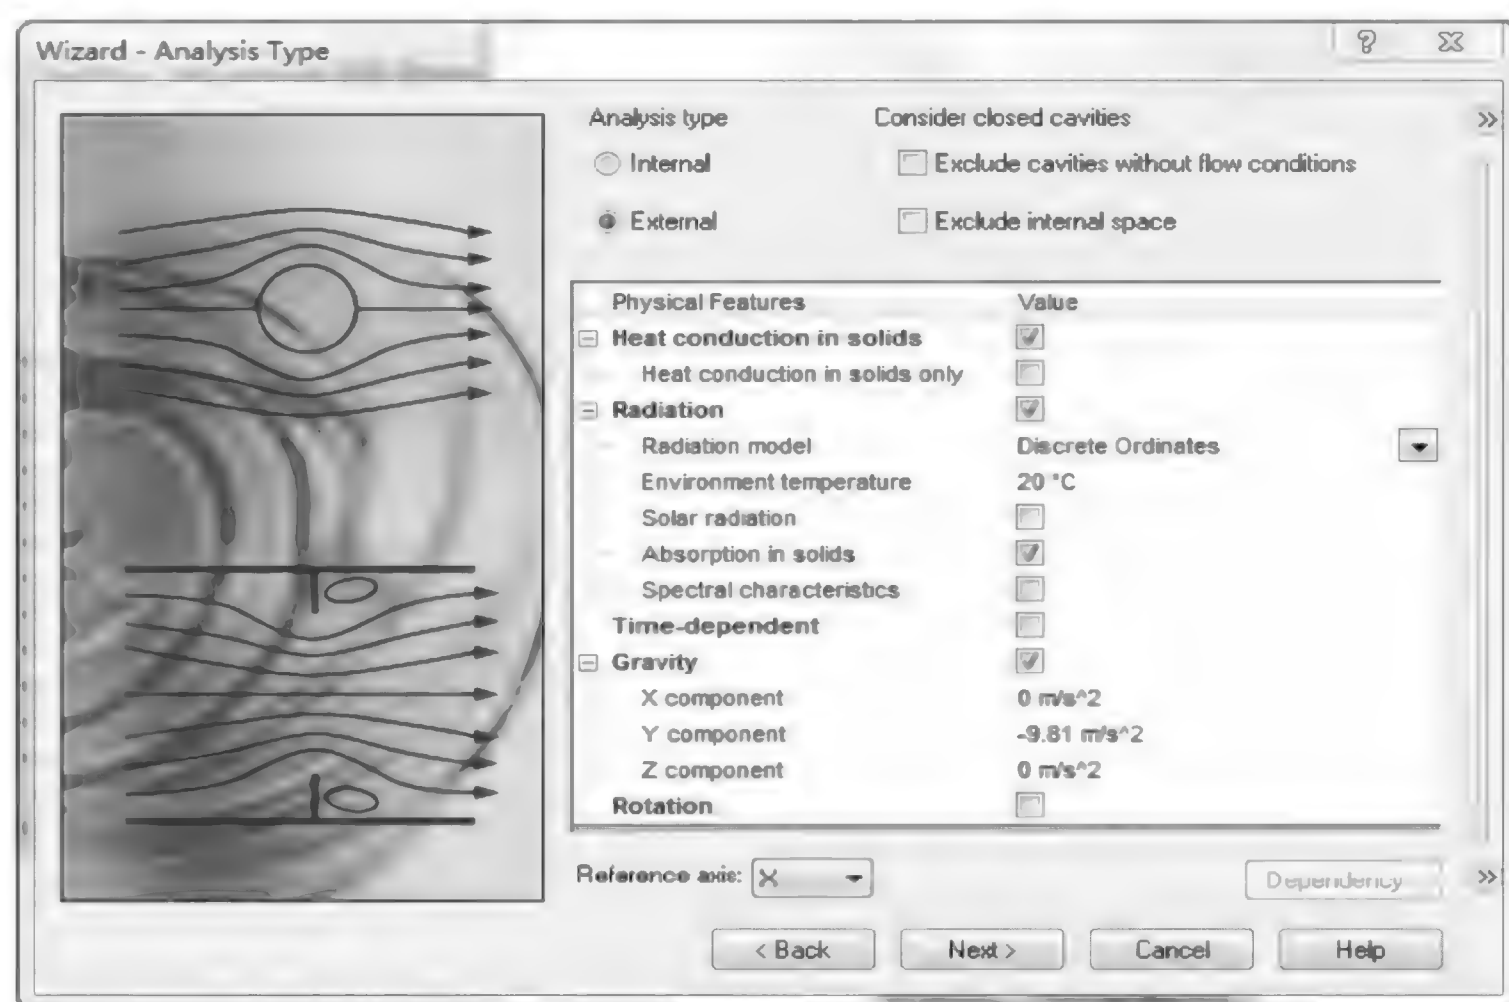 Wizard - Analysis Type
Analysis type
Consider closed cavities
Internal
Exclude cavities without flow conditions
External
Exclude internal space
Physical Features Value
Heat conduction in solids
Heat conduction in solids only
Radiation
Radiation model Discrete Ordinates
Environment temperature 20 °C
Solar radiation
Absorption in solids
Spectral characteristics
Time-dependent
Gravity
X component 0 m/s^2
Y component -9.81 m/s^2
Z component 0 m/s^2
Rotation
Reference axis: X
Dependency
< Back Next > Cancel Help